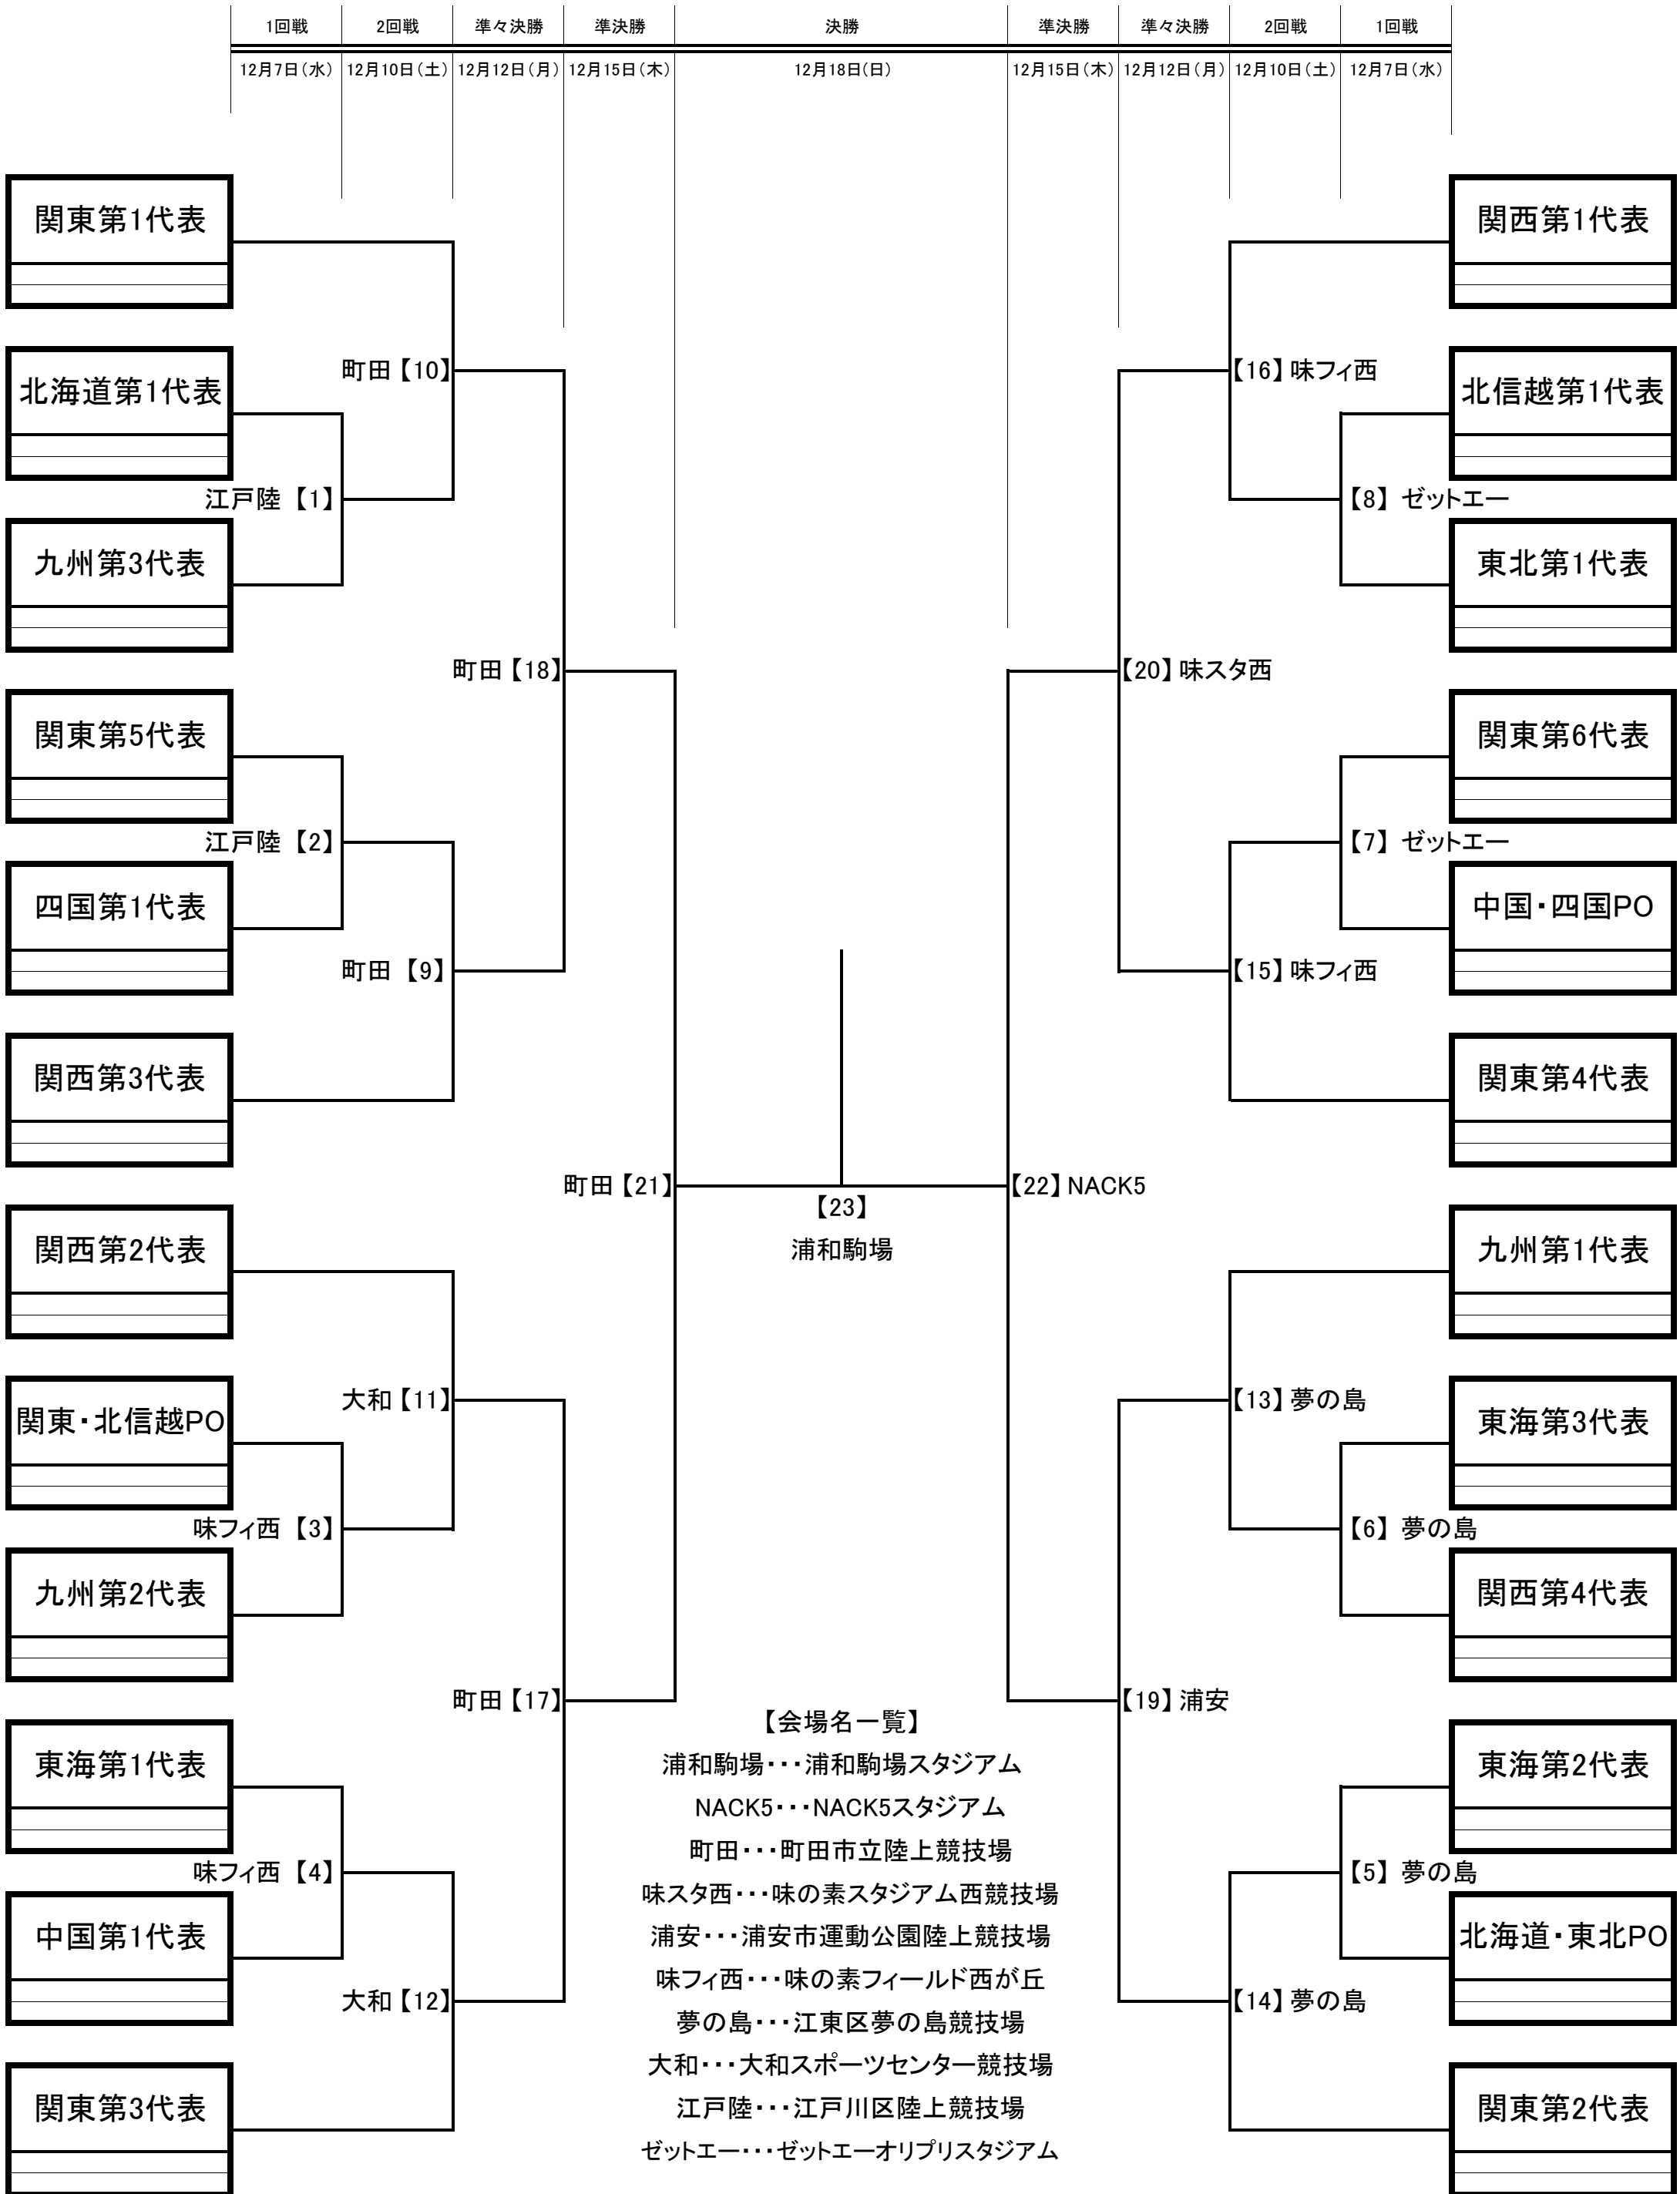 1回戦 2回戦 準々決勝 準決勝 決勝 準決勝 準々決勝 2回戦 1回戦
12月7日(水) 12月10日(土) 12月12日(月) 12月15日(木) 12月18日(日) 12月15日(木) 12月12日(月) 12月10日(土) 12月7日(水)
関東第1代表 関西第1代表
町田【10】 【16】味フィ西
北海道第1代表 北信越第1代表
江戸陸【1】 【8】ゼットエー
九州第3代表 東北第1代表
町田【18】 【20】味スタ西
関東第5代表 関東第6代表
江戸陸【2】 【7】ゼットエー
四国第1代表 中国・四国PO
町田【9】 【15】味フィ西
関西第3代表 関東第4代表
町田【21】 【22】NACK5
【23】
浦和駒場
関西第2代表 九州第1代表
大和【11】 【13】夢の島
関東・北信越PO 東海第3代表
味フィ西【3】 【6】夢の島
九州第2代表 関西第4代表
町田【17】 【19】浦安
【会場名一覧】
東海第1代表 浦和駒場・・・浦和駒場スタジアム 東海第2代表
NACK5・・・NACK5スタジアム
町田・・・町田市立陸上競技場
味フィ西【4】 味スタ西・・・味の素スタジアム西競技場 【5】夢の島
中国第1代表 浦安・・・浦安市運動公園陸上競技場 北海道・東北PO
味フィ西・・・味の素フィールド西が丘
大和【12】 夢の島・・・江東区夢の島競技場 【14】夢の島
大和・・・大和スポーツセンター競技場
関東第3代表 江戸陸・・・江戸川区陸上競技場 関東第2代表
ゼットエー・・・ゼットエーオリプリスタジアム